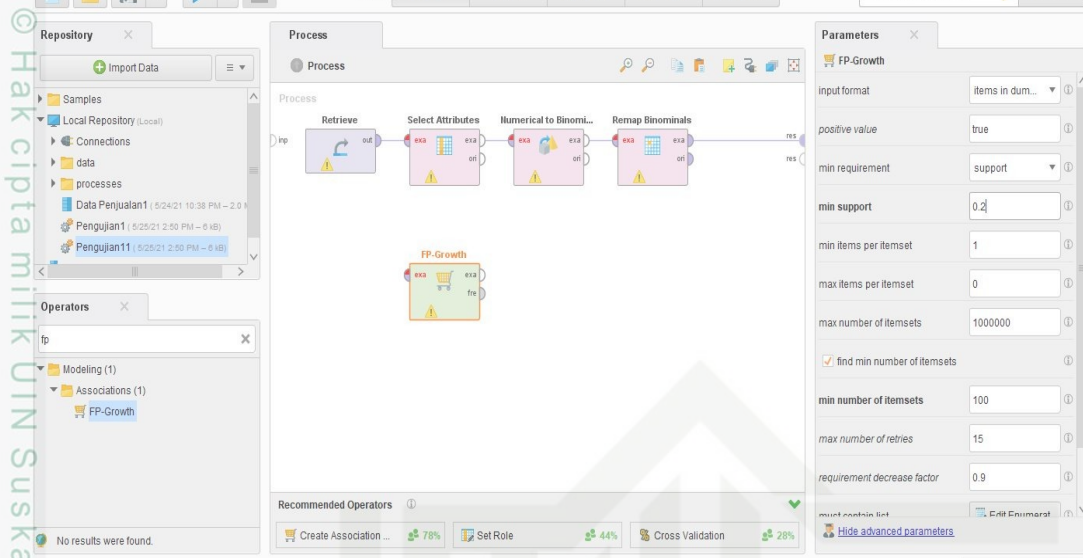 © Hak cipta milik UIN Suska
Repository
Import Data
Samples
Local Repository (Local)
Connections
data
processes
Data Penjualan1 ( 5/24/21 10:38 PM – 2.0 M
Pengujian1 ( 5/25/21 2:50 PM – 6 kB)
Pengujian11 ( 5/25/21 2:50 PM – 6 kB)
Operators
fp
Modeling (1)
Associations (1)
FP-Growth
No results were found.
Process
Process
Process
Retrieve
Select Attributes
Numerical to Binomi...
Remap Binominals
inp
out
exa
exa
ori
exa
exa
ori
exa
exa
ori
res
res
FP-Growth
exa
exa
fre
Recommended Operators
Create Association ...
78%
Set Role
44%
Cross Validation
28%
Parameters
FP-Growth
input format
items in dum...
positive value
true
min requirement
support
min support
0.2
min items per itemset
1
max items per itemset
0
max number of itemsets
1000000
find min number of itemsets
min number of itemsets
100
max number of retries
15
requirement decrease factor
0.9
must contain list
Edit Enumerat
Hide advanced parameters